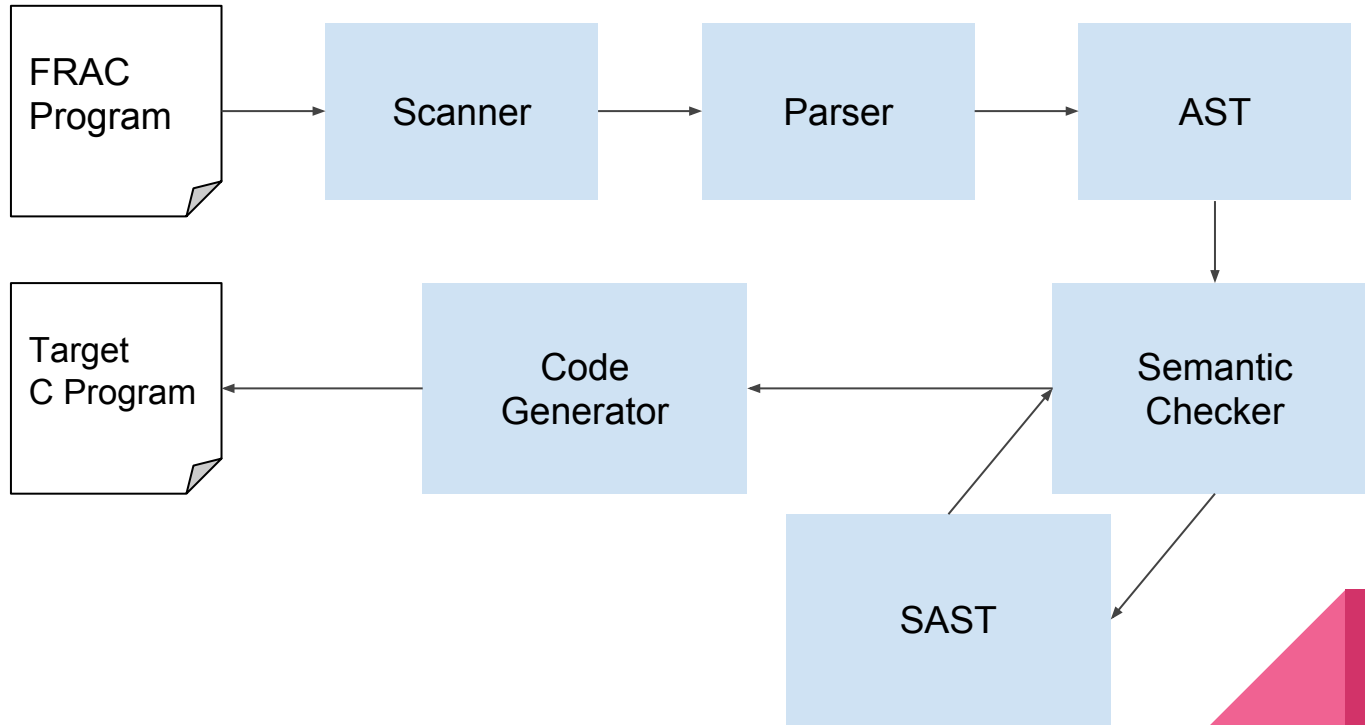 FRAC
Program
Scanner
Parser
AST
Target
C Program
Code
Generator
Semantic
Checker
SAST